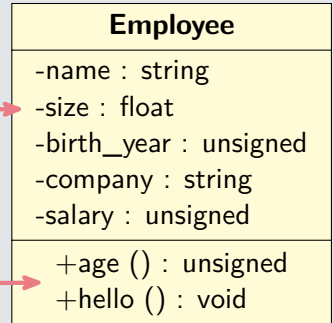 Employee
-name : string
-size : float
-birth_year : unsigned
-company : string
-salary : unsigned
+age () : unsigned
+hello () : void